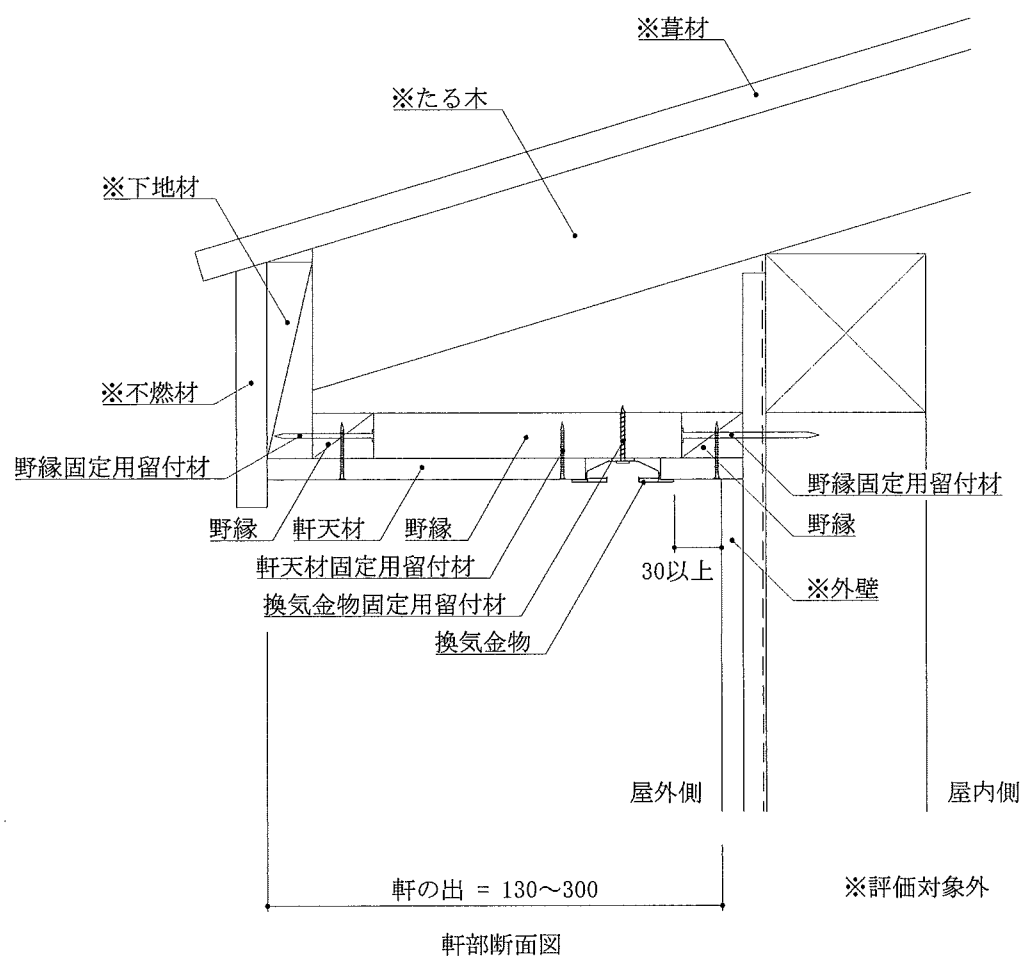 ※葺材
※たる木
※下地材
※不燃材
野縁固定用留付材
野縁固定用留付材
野縁
軒天材
野縁
野縁
軒天材固定用留付材
30以上
※外壁
換気金物固定用留付材
換気金物
屋外側
屋内側
軒の出 = 130～300
※評価対象外
軒部断面図